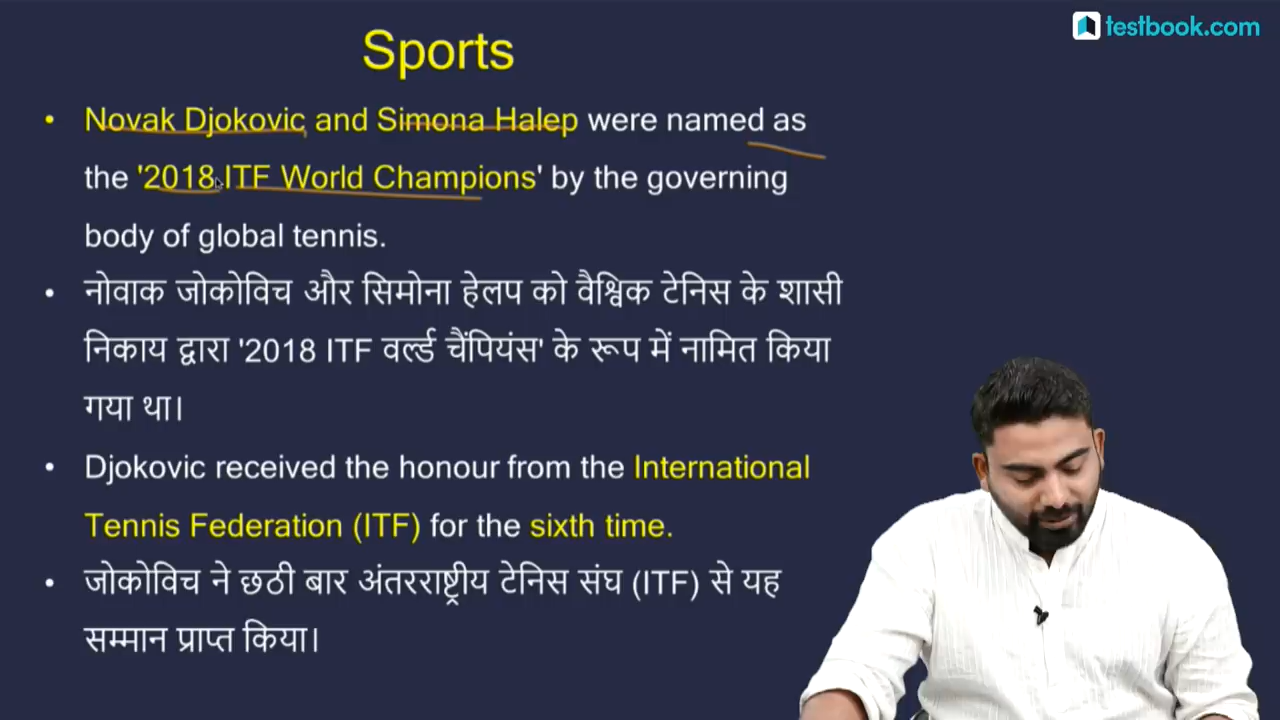 testbook.com
Sports
• Novak Djokovic and Simona Halep were named as
the '2018 ITF World Champions' by the governing
body of global tennis.
• नोवाक जोकोविच और सिमोना हेलप को वैश्विक टेनिस के शासी
निकाय द्वारा '2018 ITF वर्ल्ड चैंपियंस' के रूप में नामित किया
गया था।
• Djokovic received the honour from the International
Tennis Federation (ITF) for the sixth time.
• जोकोविच ने छठी बार अंतरराष्ट्रीय टेनिस संघ (ITF) से यह
सम्मान प्राप्त किया।